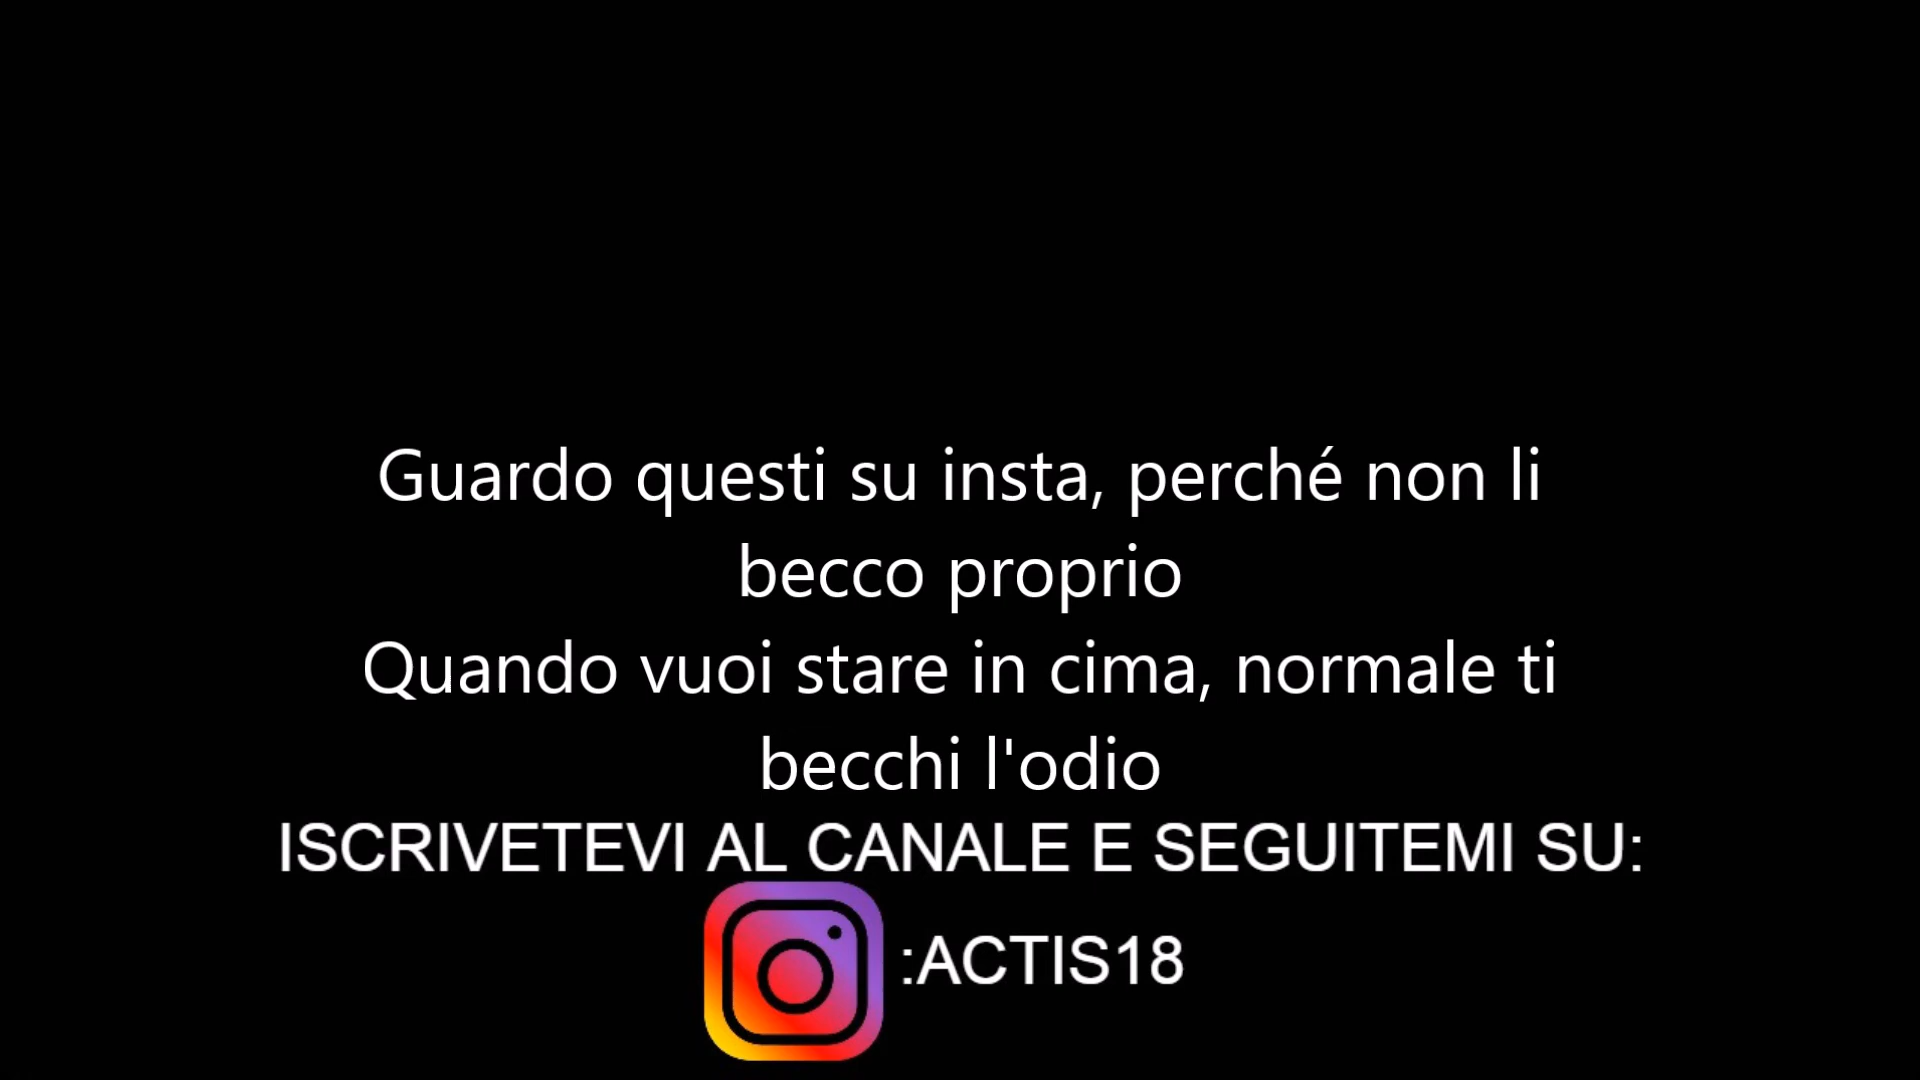 Guardo questi su insta, perché non li
becco proprio
Quando vuoi stare in cima, normale ti
becchi l'odio
ISCRIVETEVI AL CANALE E SEGUITEMI SU:
:ACTIS18